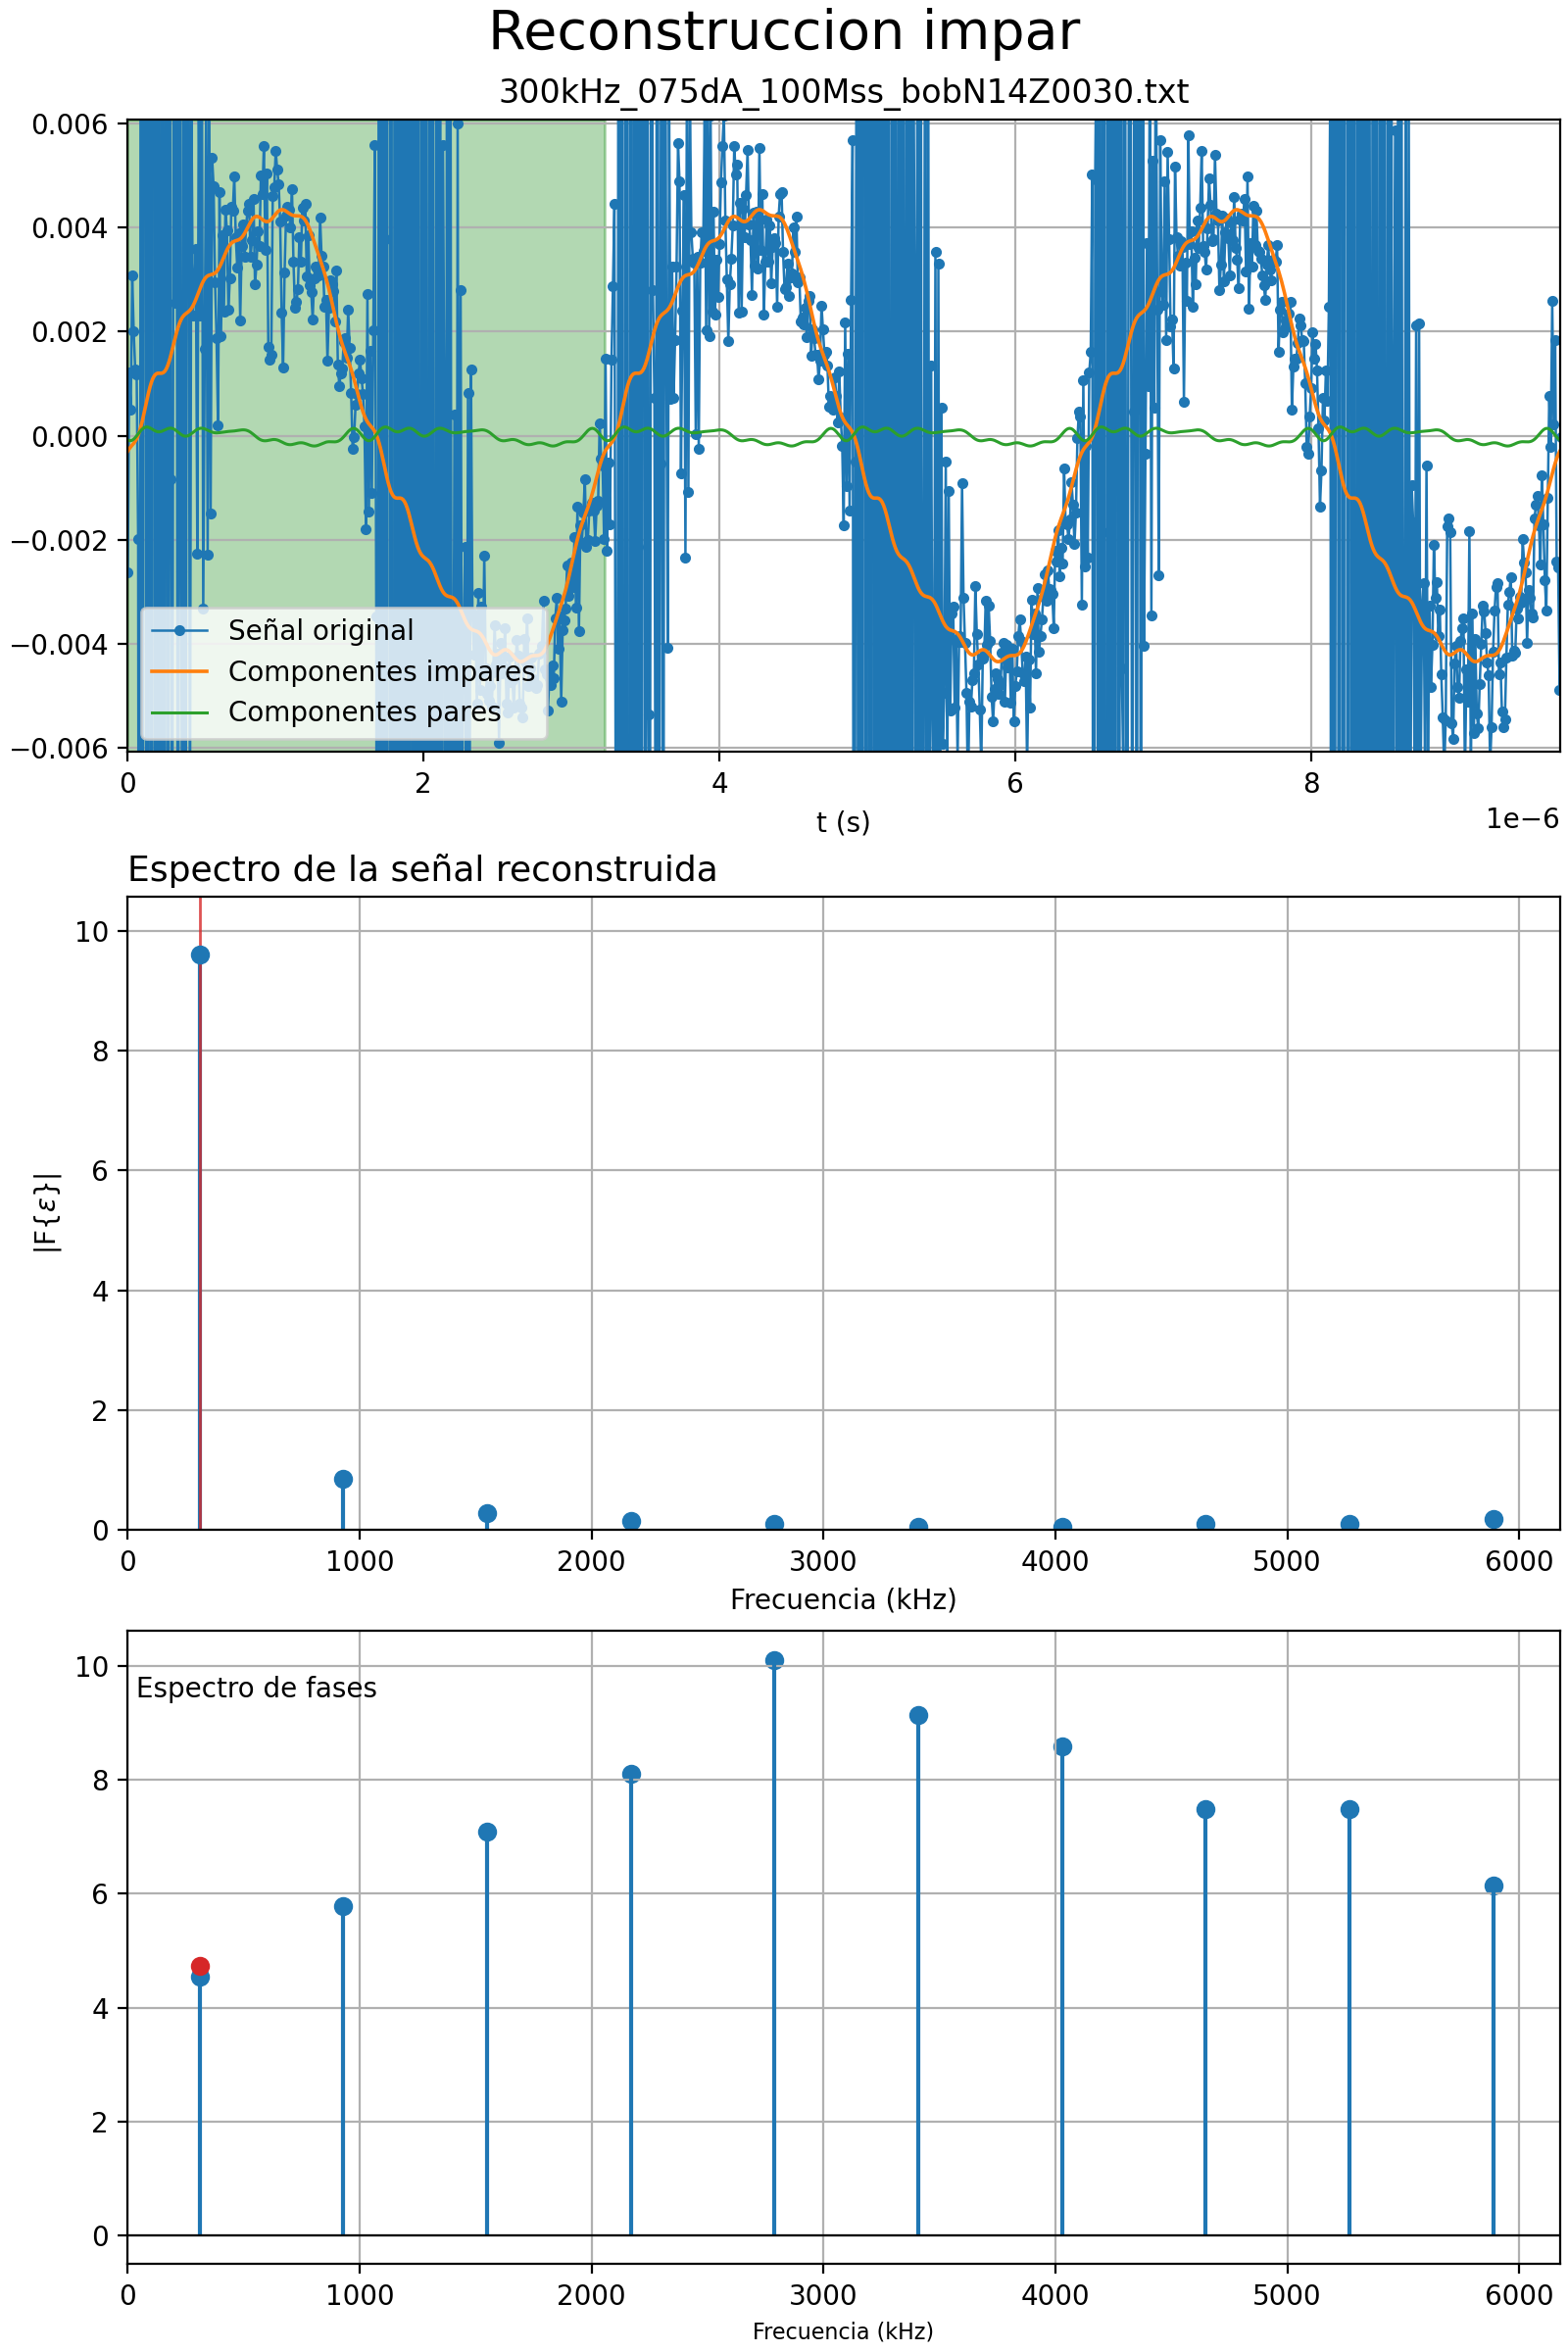 Reconstruccion impar
300kHz_075dA_100Mss_bobN14Z0030.txt
0.006
0.004
0.002
0.000
−0.002
−0.004
−0.006
Señal original
Componentes impares
Componentes pares
0 2 4 6 8
1e−6
t (s)
Espectro de la señal reconstruida
10
8
6
4
2
0
|F{ε}|
0 1000 2000 3000 4000 5000 6000
Frecuencia (kHz)
Espectro de fases
10
8
6
4
2
0
0 1000 2000 3000 4000 5000 6000
Frecuencia (kHz)